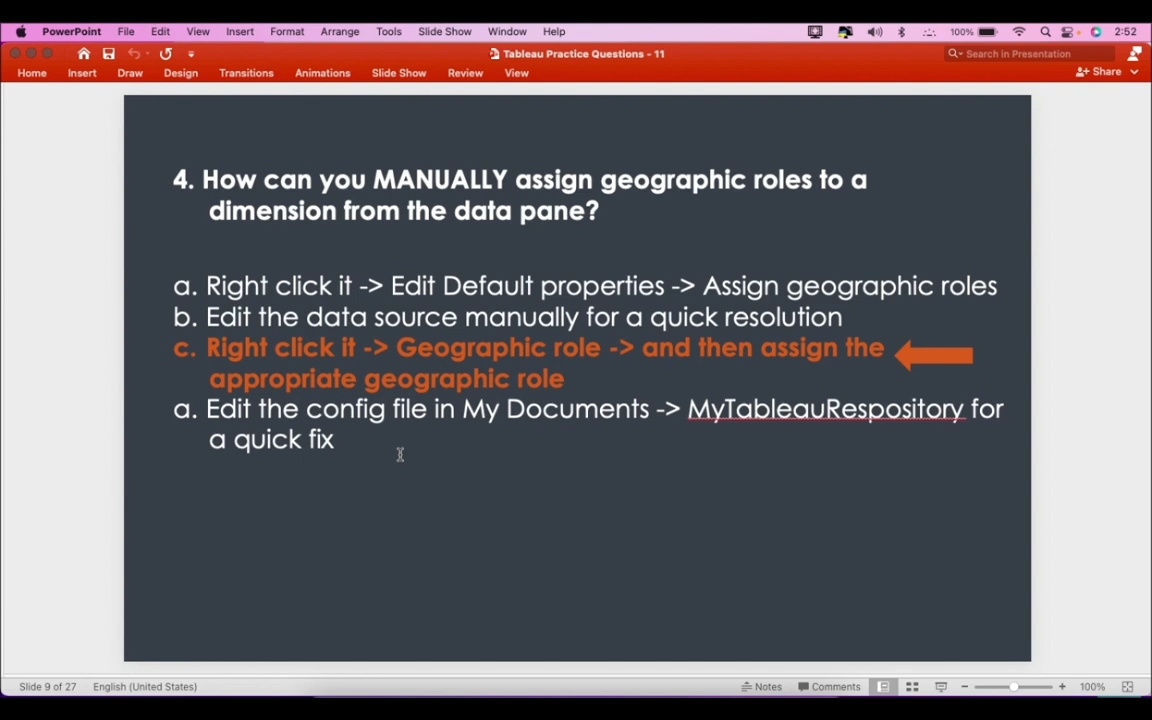 PowerPoint File Edit View Insert Format Arrange Tools Slide Show Window Help 100% 2:52
Tableau Practice Questions - 11 Search in Presentation
Home Insert Draw Design Transitions Animations Slide Show Review View Share
4. How can you MANUALLY assign geographic roles to a
dimension from the data pane?
a. Right click it -> Edit Default properties -> Assign geographic roles
b. Edit the data source manually for a quick resolution
c. Right click it -> Geographic role -> and then assign the
appropriate geographic role
a. Edit the config file in My Documents -> MyTableauRespository for
a quick fix
Slide 9 of 27 English (United States) Notes Comments 100%